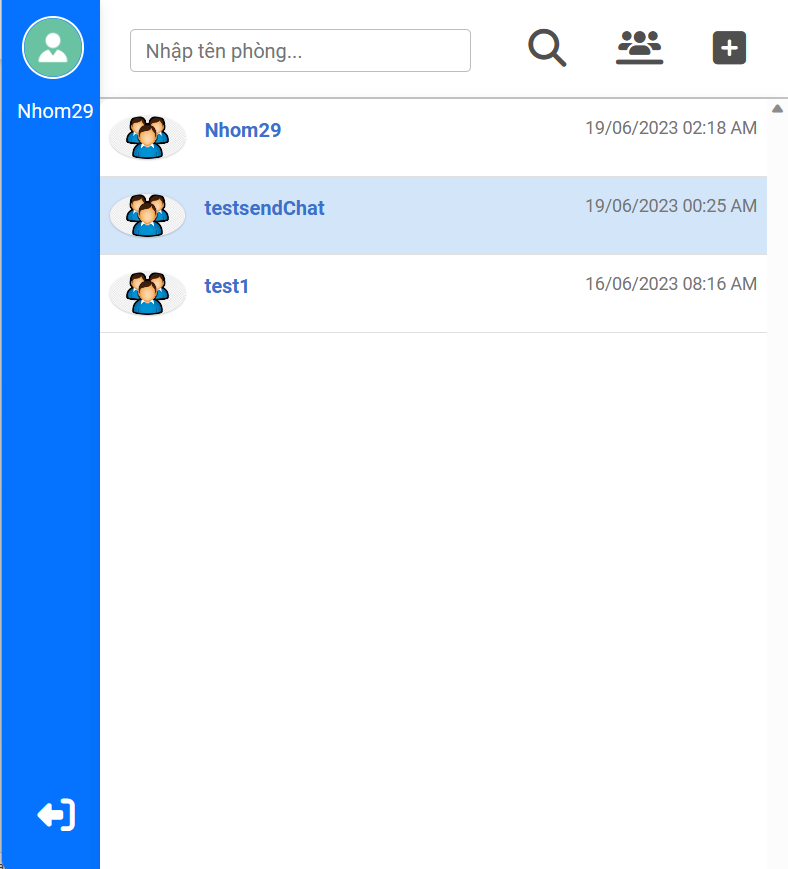 Nhập tên phòng...
Nhom29
Nhom29
19/06/2023 02:18 AM
testsendChat
19/06/2023 00:25 AM
test1
16/06/2023 08:16 AM